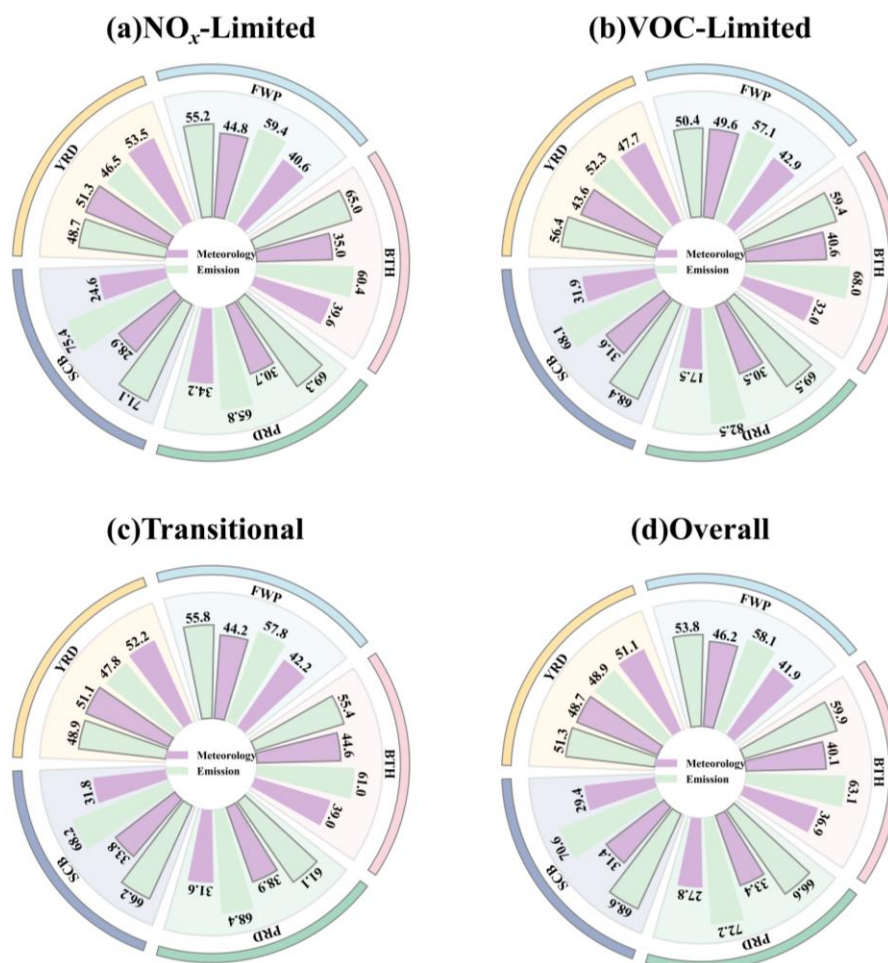 (a)NOx-Limited
FWP
55.2
44.8
59.4
40.6
BTH
65.0
35.0
60.4
39.6
PRD
69.3
30.7
65.8
34.2
SCB
71.1
28.9
75.4
24.6
YRD
48.7
51.3
46.5
53.5
Meteorology
Emission
(b)VOC-Limited
FWP
50.4
49.6
57.1
42.9
BTH
59.4
40.6
68.0
32.0
PRD
69.5
30.5
82.5
17.5
SCB
68.4
31.6
68.1
31.9
YRD
56.4
43.6
52.3
47.7
Meteorology
Emission
(c)Transitional
FWP
55.8
44.2
57.8
42.2
BTH
55.4
44.6
61.0
39.0
PRD
61.1
38.9
68.4
31.6
SCB
66.2
33.8
68.2
31.8
YRD
48.9
51.1
47.8
52.2
Meteorology
Emission
(d)Overall
FWP
53.8
46.2
58.1
41.9
BTH
59.9
40.1
63.1
36.9
PRD
66.6
33.4
72.2
27.8
SCB
68.6
31.4
70.6
29.4
YRD
51.3
48.7
48.9
51.1
Meteorology
Emission